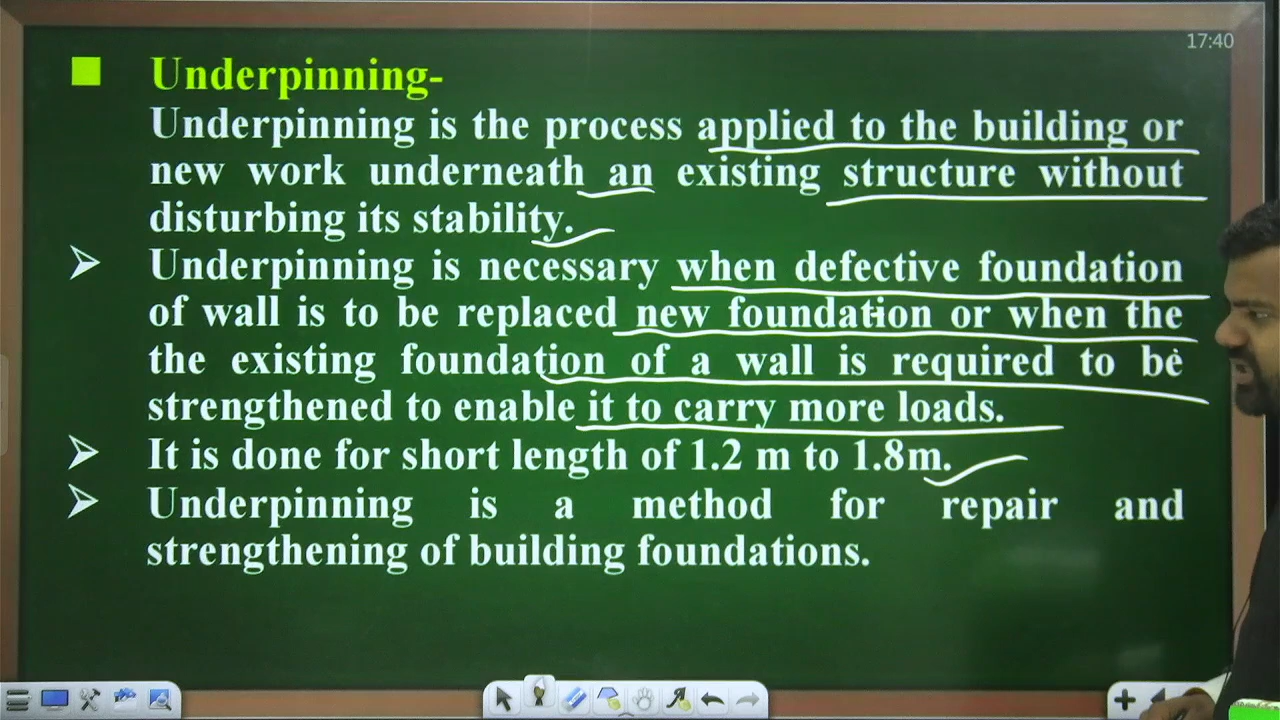 17:40
Underpinning-
Underpinning is the process applied to the building or
new work underneath an existing structure without
disturbing its stability.
Underpinning is necessary when defective foundation
of wall is to be replaced new foundation or when the
the existing foundation of a wall is required to be
strengthened to enable it to carry more loads.
It is done for short length of 1.2 m to 1.8m.
Underpinning is a method for repair and
strengthening of building foundations.